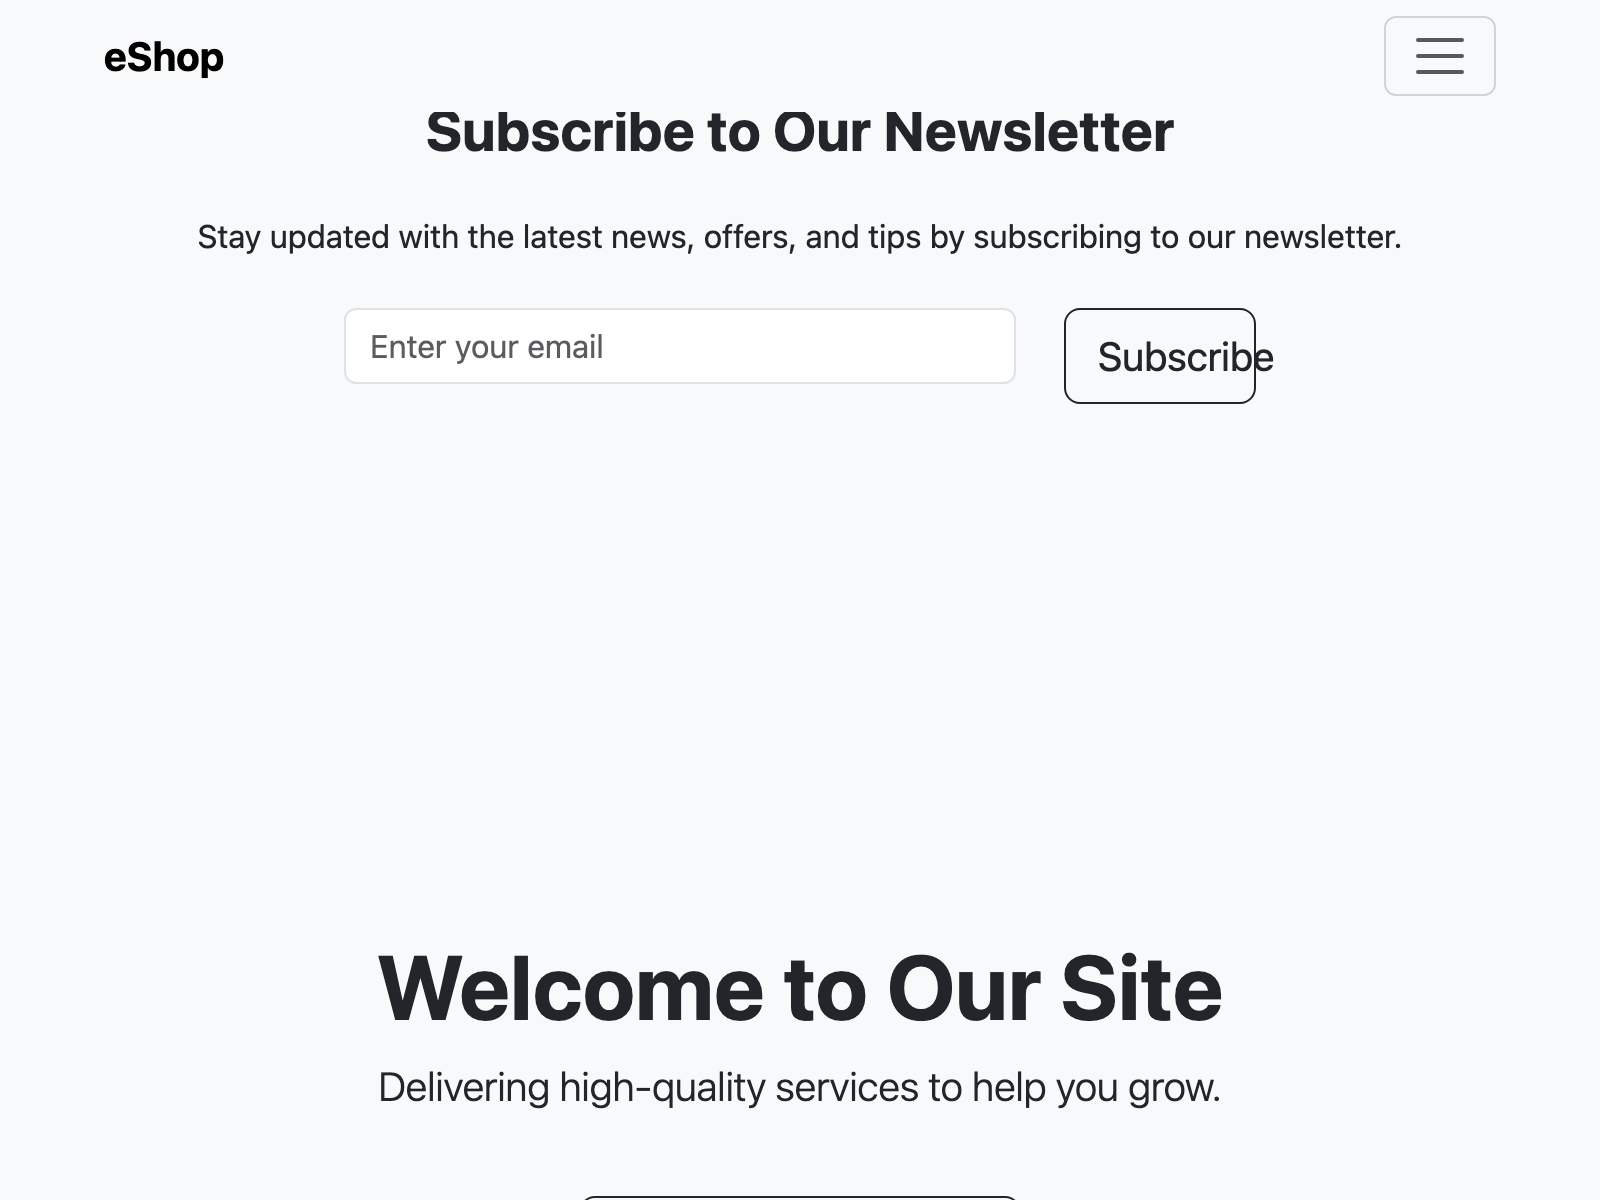 eShop
Subscribe to Our Newsletter
Stay updated with the latest news, offers, and tips by subscribing to our newsletter.
Enter your email
Subscribe
Welcome to Our Site
Delivering high-quality services to help you grow.